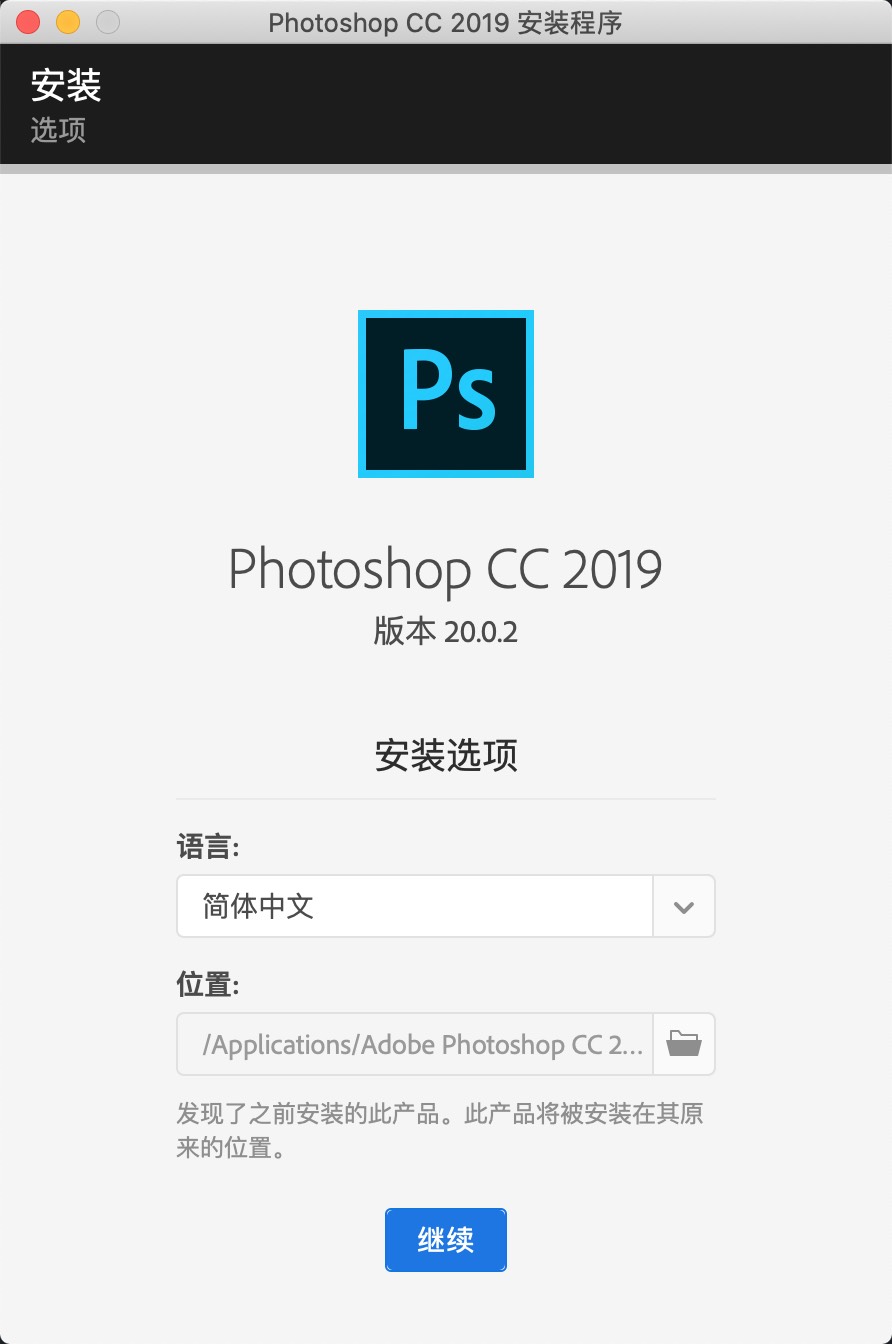 Photoshop CC 2019 安装程序
安装
选项
Ps
Photoshop CC 2019
版本 20.0.2
安装选项
语言:
简体中文
位置:
/Applications/Adobe Photoshop CC 2...
发现了之前安装的此产品。此产品将被安装在其原
来的位置。
继续